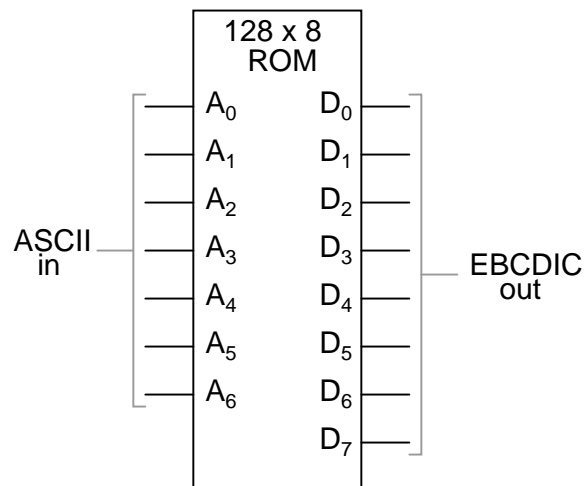 128 x 8
ROM
A₀ D₀
A₁ D₁
A₂ D₂
ASCII
in
A₃ D₃
EBCDIC
out
A₄ D₄
A₅ D₅
A₆ D₆
D₇